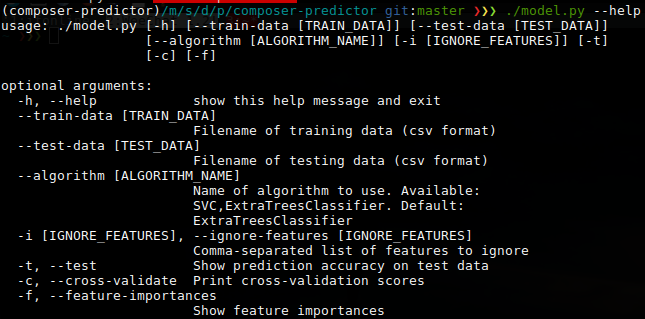 (composer-predictor)/m/s/d/p/composer-predictor git:master ❯❯❯ ./model.py --help
usage: ./model.py [-h] [--train-data [TRAIN_DATA]] [--test-data [TEST_DATA]]
[--algorithm [ALGORITHM_NAME]] [-i [IGNORE_FEATURES]] [-t]
[-c] [-f]
optional arguments:
-h, --help show this help message and exit
--train-data [TRAIN_DATA]
Filename of training data (csv format)
--test-data [TEST_DATA]
Filename of testing data (csv format)
--algorithm [ALGORITHM_NAME]
Name of algorithm to use. Available:
SVC,ExtraTreesClassifier. Default:
ExtraTreesClassifier
-i [IGNORE_FEATURES], --ignore-features [IGNORE_FEATURES]
Comma-separated list of features to ignore
-t, --test Show prediction accuracy on test data
-c, --cross-validate Print cross-validation scores
-f, --feature-importances
Show feature importances